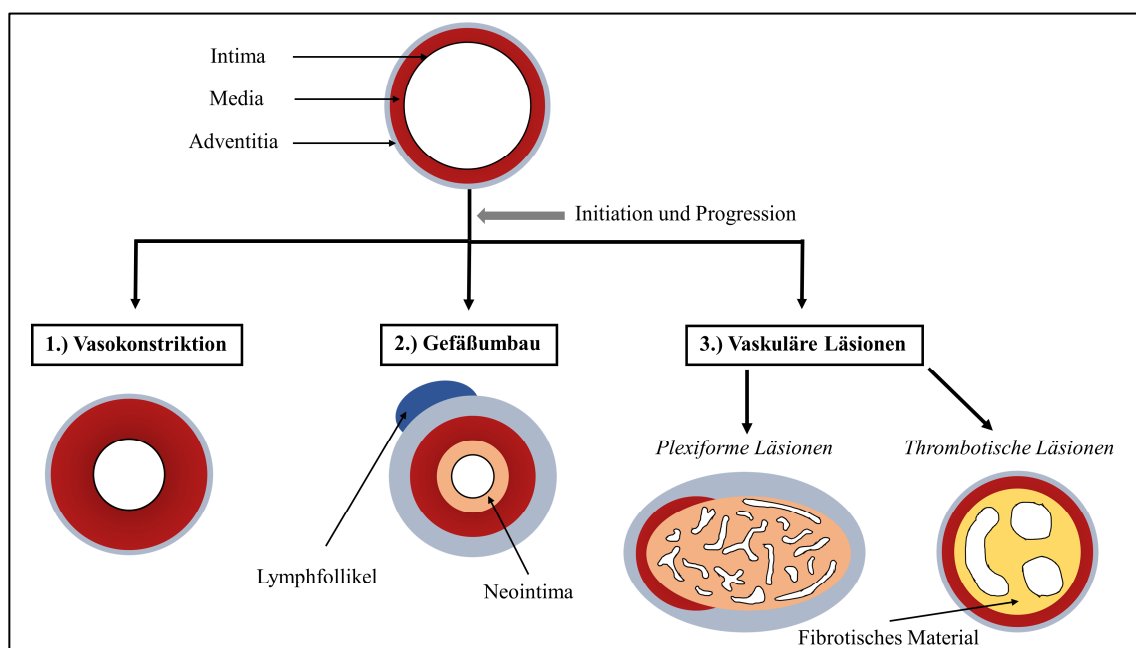 Intima
Media
Adventitia
Initiation und Progression
1.) Vasokonstriktion
2.) Gefäßumbau
3.) Vaskuläre Läsionen
Plexiforme Läsionen
Thrombotische Läsionen
Lymphfollikel
Neointima
Fibrotisches Material